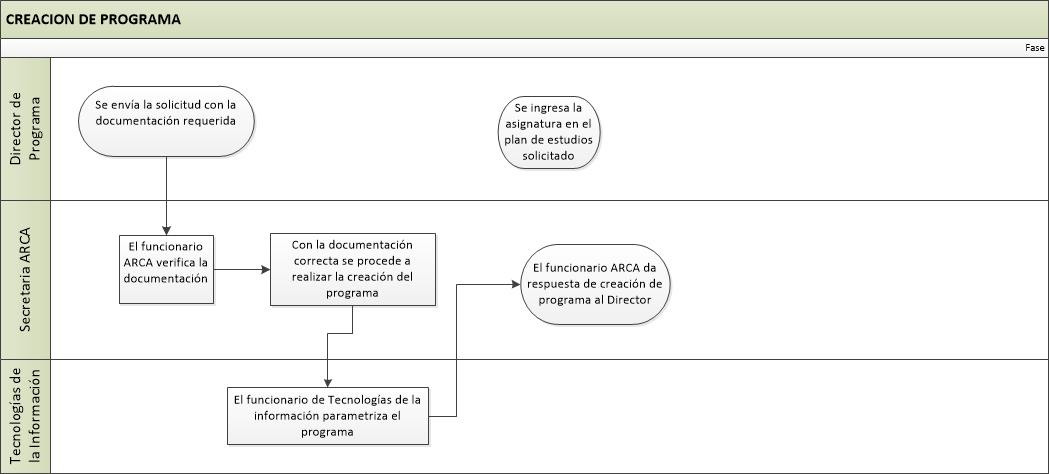 CREACION DE PROGRAMA
Fase
Director de
Programa
Se envía la solicitud con la
documentación requerida
Se ingresa la
asignatura en el
plan de estudios
solicitado
Secretaria ARCA
El funcionario
ARCA verifica la
documentación
Con la documentación
correcta se procede a
realizar la creación del
programa
El funcionario ARCA da
respuesta de creación de
programa al Director
Tecnologías de
la Información
El funcionario de Tecnologías de la
información parametriza el
programa